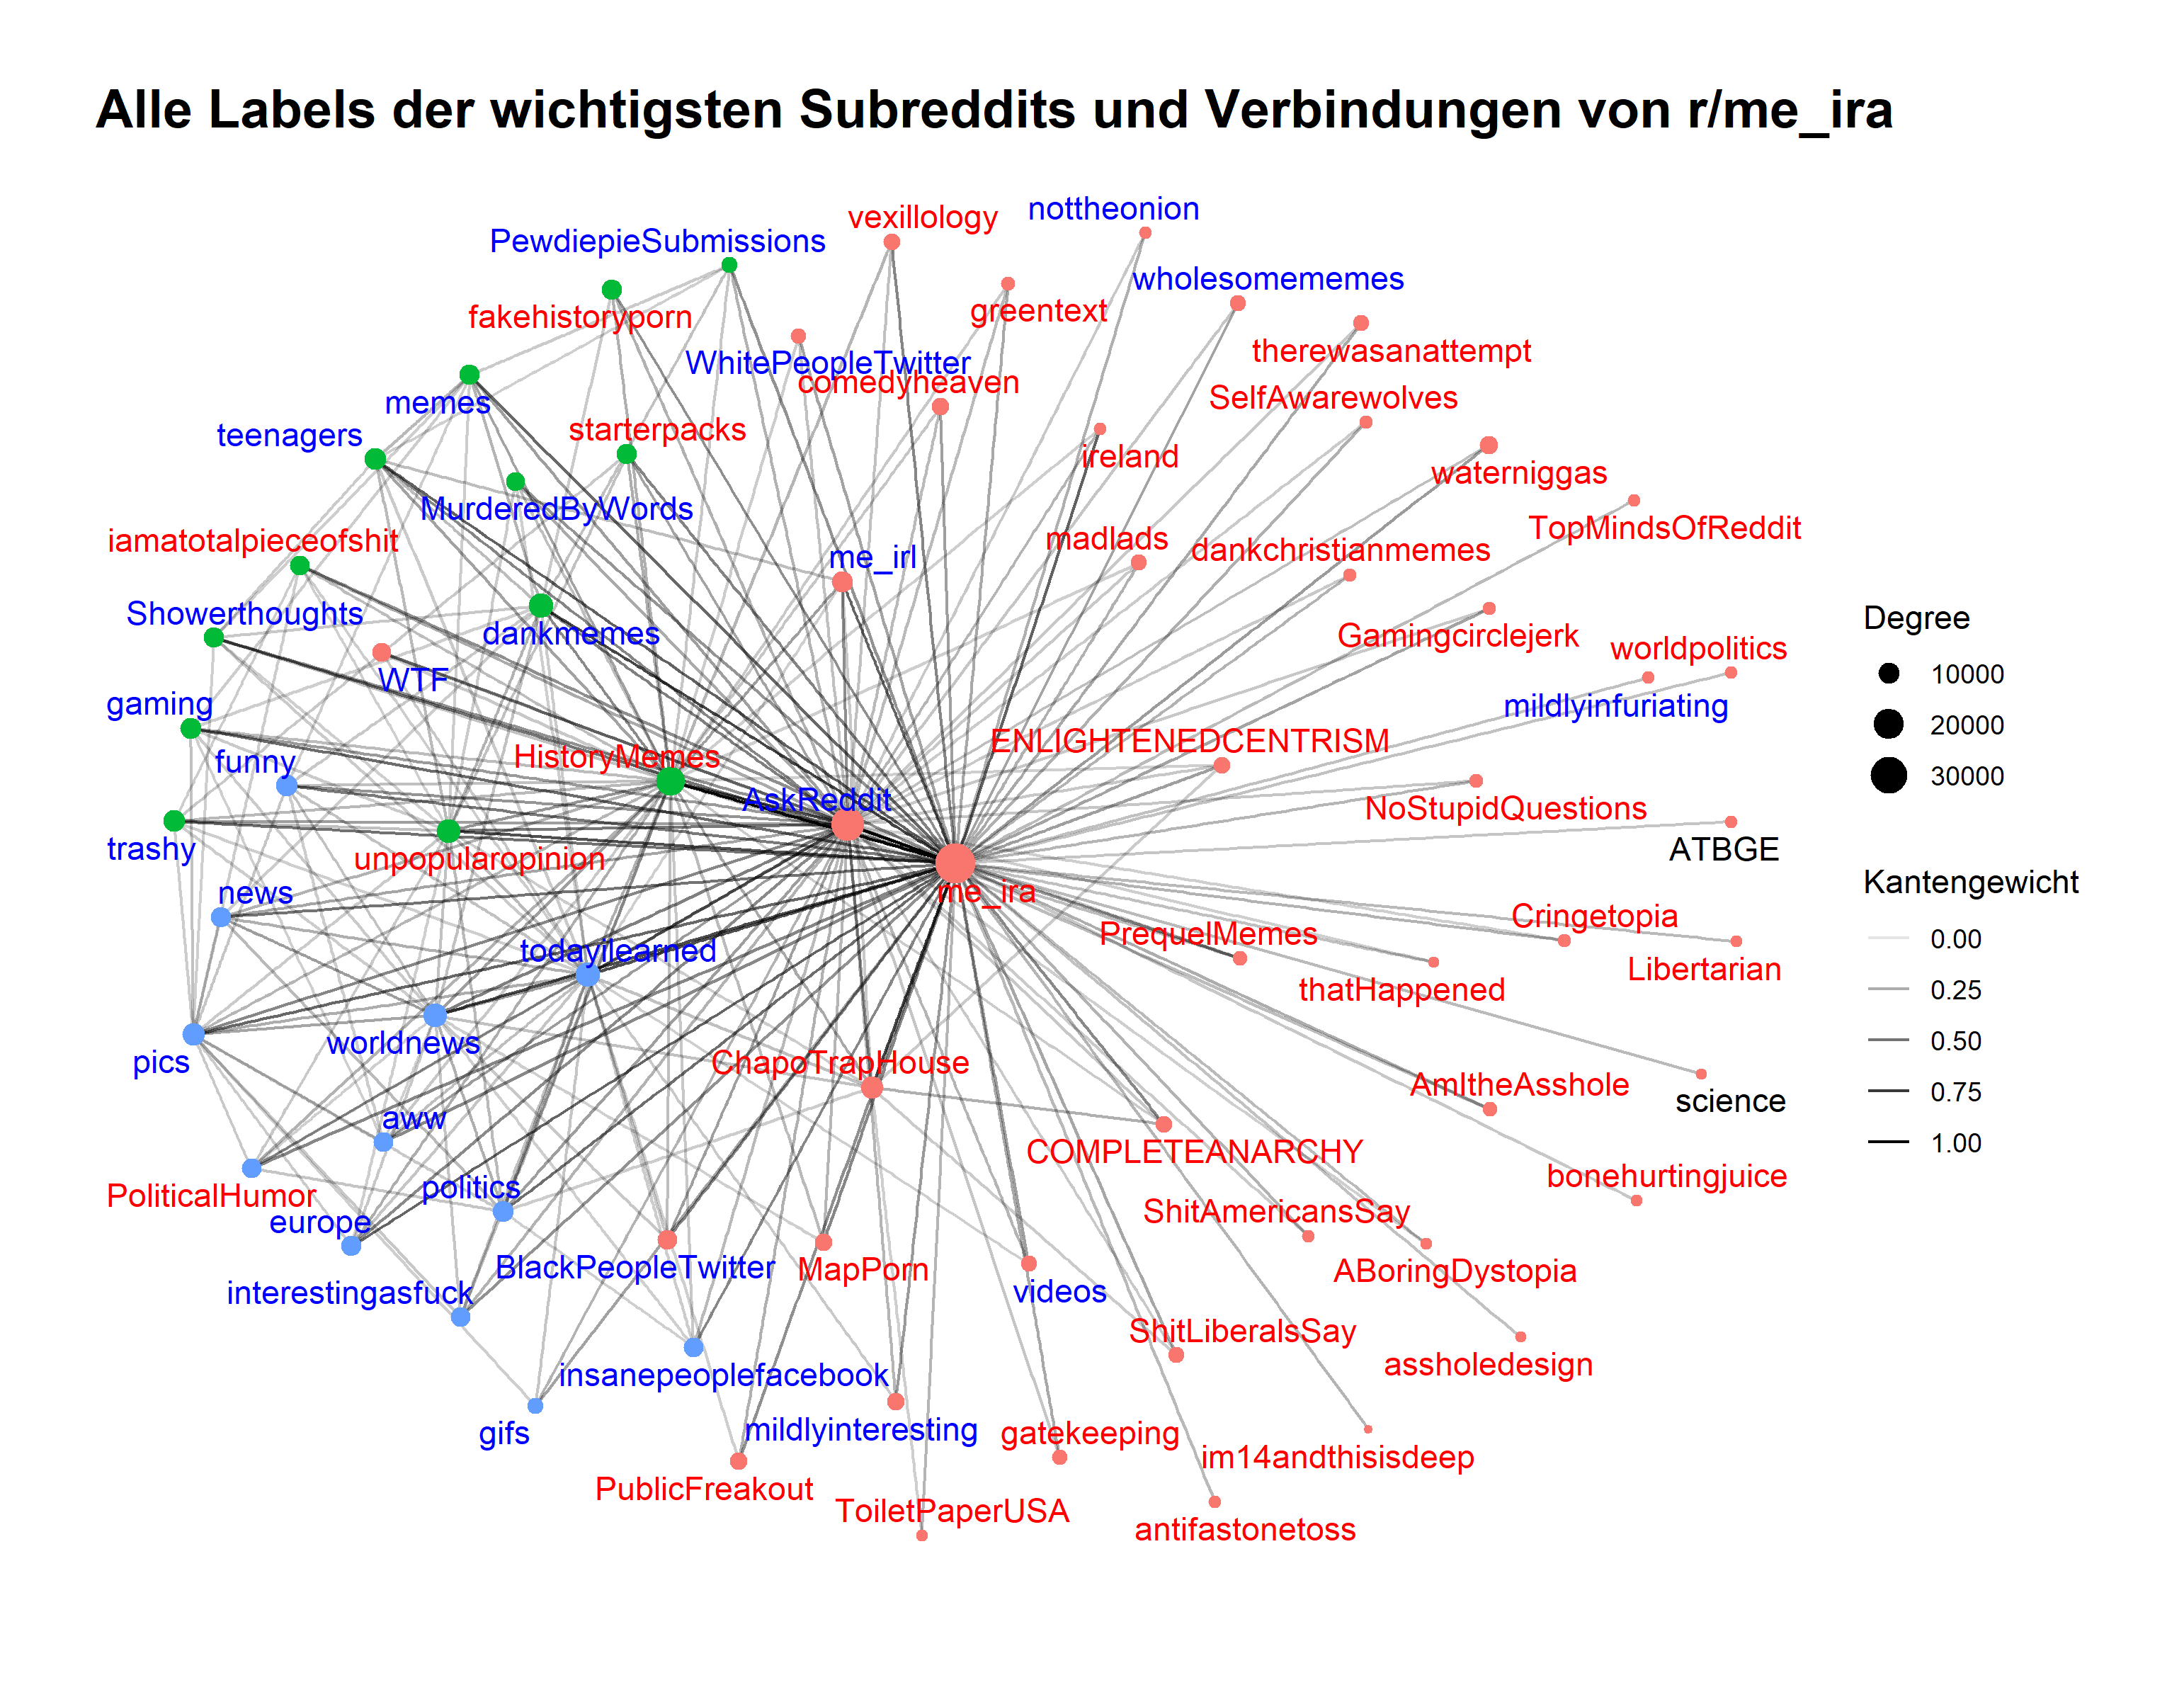 Alle Labels der wichtigsten Subreddits und Verbindungen von r/me_ira
nottheonion
vexillology
PewdiepieSubmissions
wholesomememes
greentext
fakehistoryporn
therewasanattempt
WhitePeopleTwitter
comedyheaven
SelfAwarewolves
memes
starterpacks
teenagers
ireland
waterniggas
MurderedByWords
TopMindsOfReddit
iamatotalpieceofshit
madlads
dankchristianmemes
me_irl
Showerthoughts
dankmemes
Gamingcirclejerk
worldpolitics
WTF
gaming
mildlyinfuriating
ENLIGHTENEDCENTRISM
HistoryMemes
funny
AskReddit
NoStupidQuestions
trashy
ATBGE
unpopularopinion
news
me_ira
Cringetopia
PrequelMemes
todayilearned
Libertarian
thatHappened
worldnews
pics
ChapoTrapHouse
AmItheAsshole
science
aww
COMPLETEANARCHY
bonehurtingjuice
politics
PoliticalHumor
ShitAmericansSay
europe
BlackPeopleTwitter
MapPorn
ABoringDystopia
interestingasfuck
videos
ShitLiberalsSay
assholedesign
insanepeoplefacebook
mildlyinteresting
gifs
gatekeeping
im14andthisisdeep
PublicFreakout
ToiletPaperUSA
antifastonetoss
Degree
10000
20000
30000
Kantengewicht
0.00
0.25
0.50
0.75
1.00